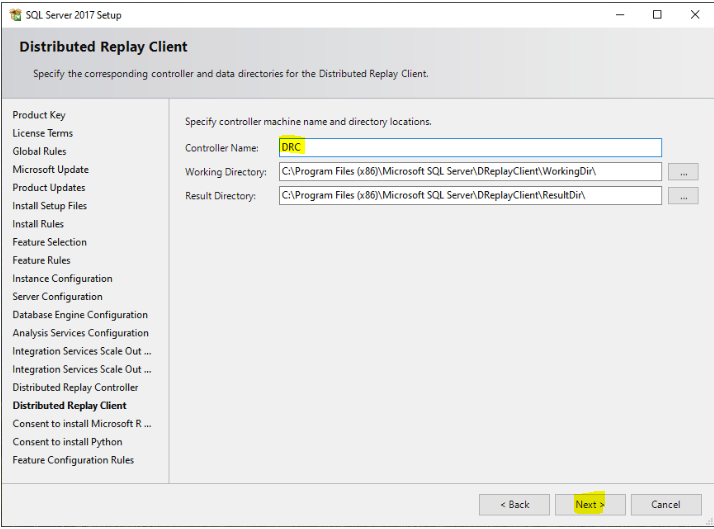 SQL Server 2017 Setup
Distributed Replay Client
Specify the corresponding controller and data directories for the Distributed Replay Client.
Product Key
License Terms
Global Rules
Microsoft Update
Product Updates
Install Setup Files
Install Rules
Feature Selection
Feature Rules
Instance Configuration
Server Configuration
Database Engine Configuration
Analysis Services Configuration
Integration Services Scale Out ...
Integration Services Scale Out ...
Distributed Replay Controller
Distributed Replay Client
Consent to install Microsoft R ...
Consent to install Python
Feature Configuration Rules
Specify controller machine name and directory locations.
Controller Name: DRC
Working Directory: C:\Program Files (x86)\Microsoft SQL Server\DReplayClient\WorkingDir\ ...
Result Directory: C:\Program Files (x86)\Microsoft SQL Server\DReplayClient\ResultDir\ ...
< Back Next > Cancel